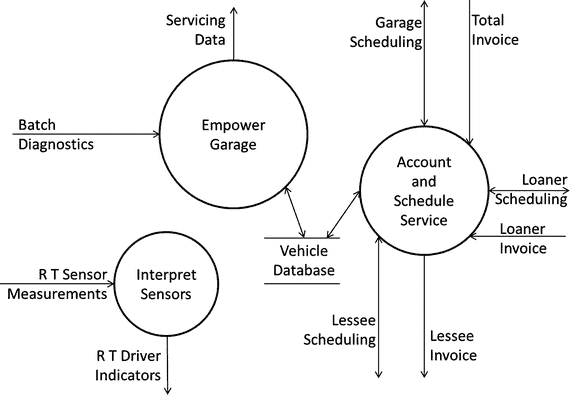 Servicing
Data
Garage
Scheduling
Total
Invoice
Batch
Diagnostics
Empower
Garage
Account
and
Schedule
Service
Loaner
Scheduling
Loaner
Invoice
Vehicle
Database
R T Sensor
Measurements
Interpret
Sensors
Lessee
Scheduling
Lessee
Invoice
R T Driver
Indicators